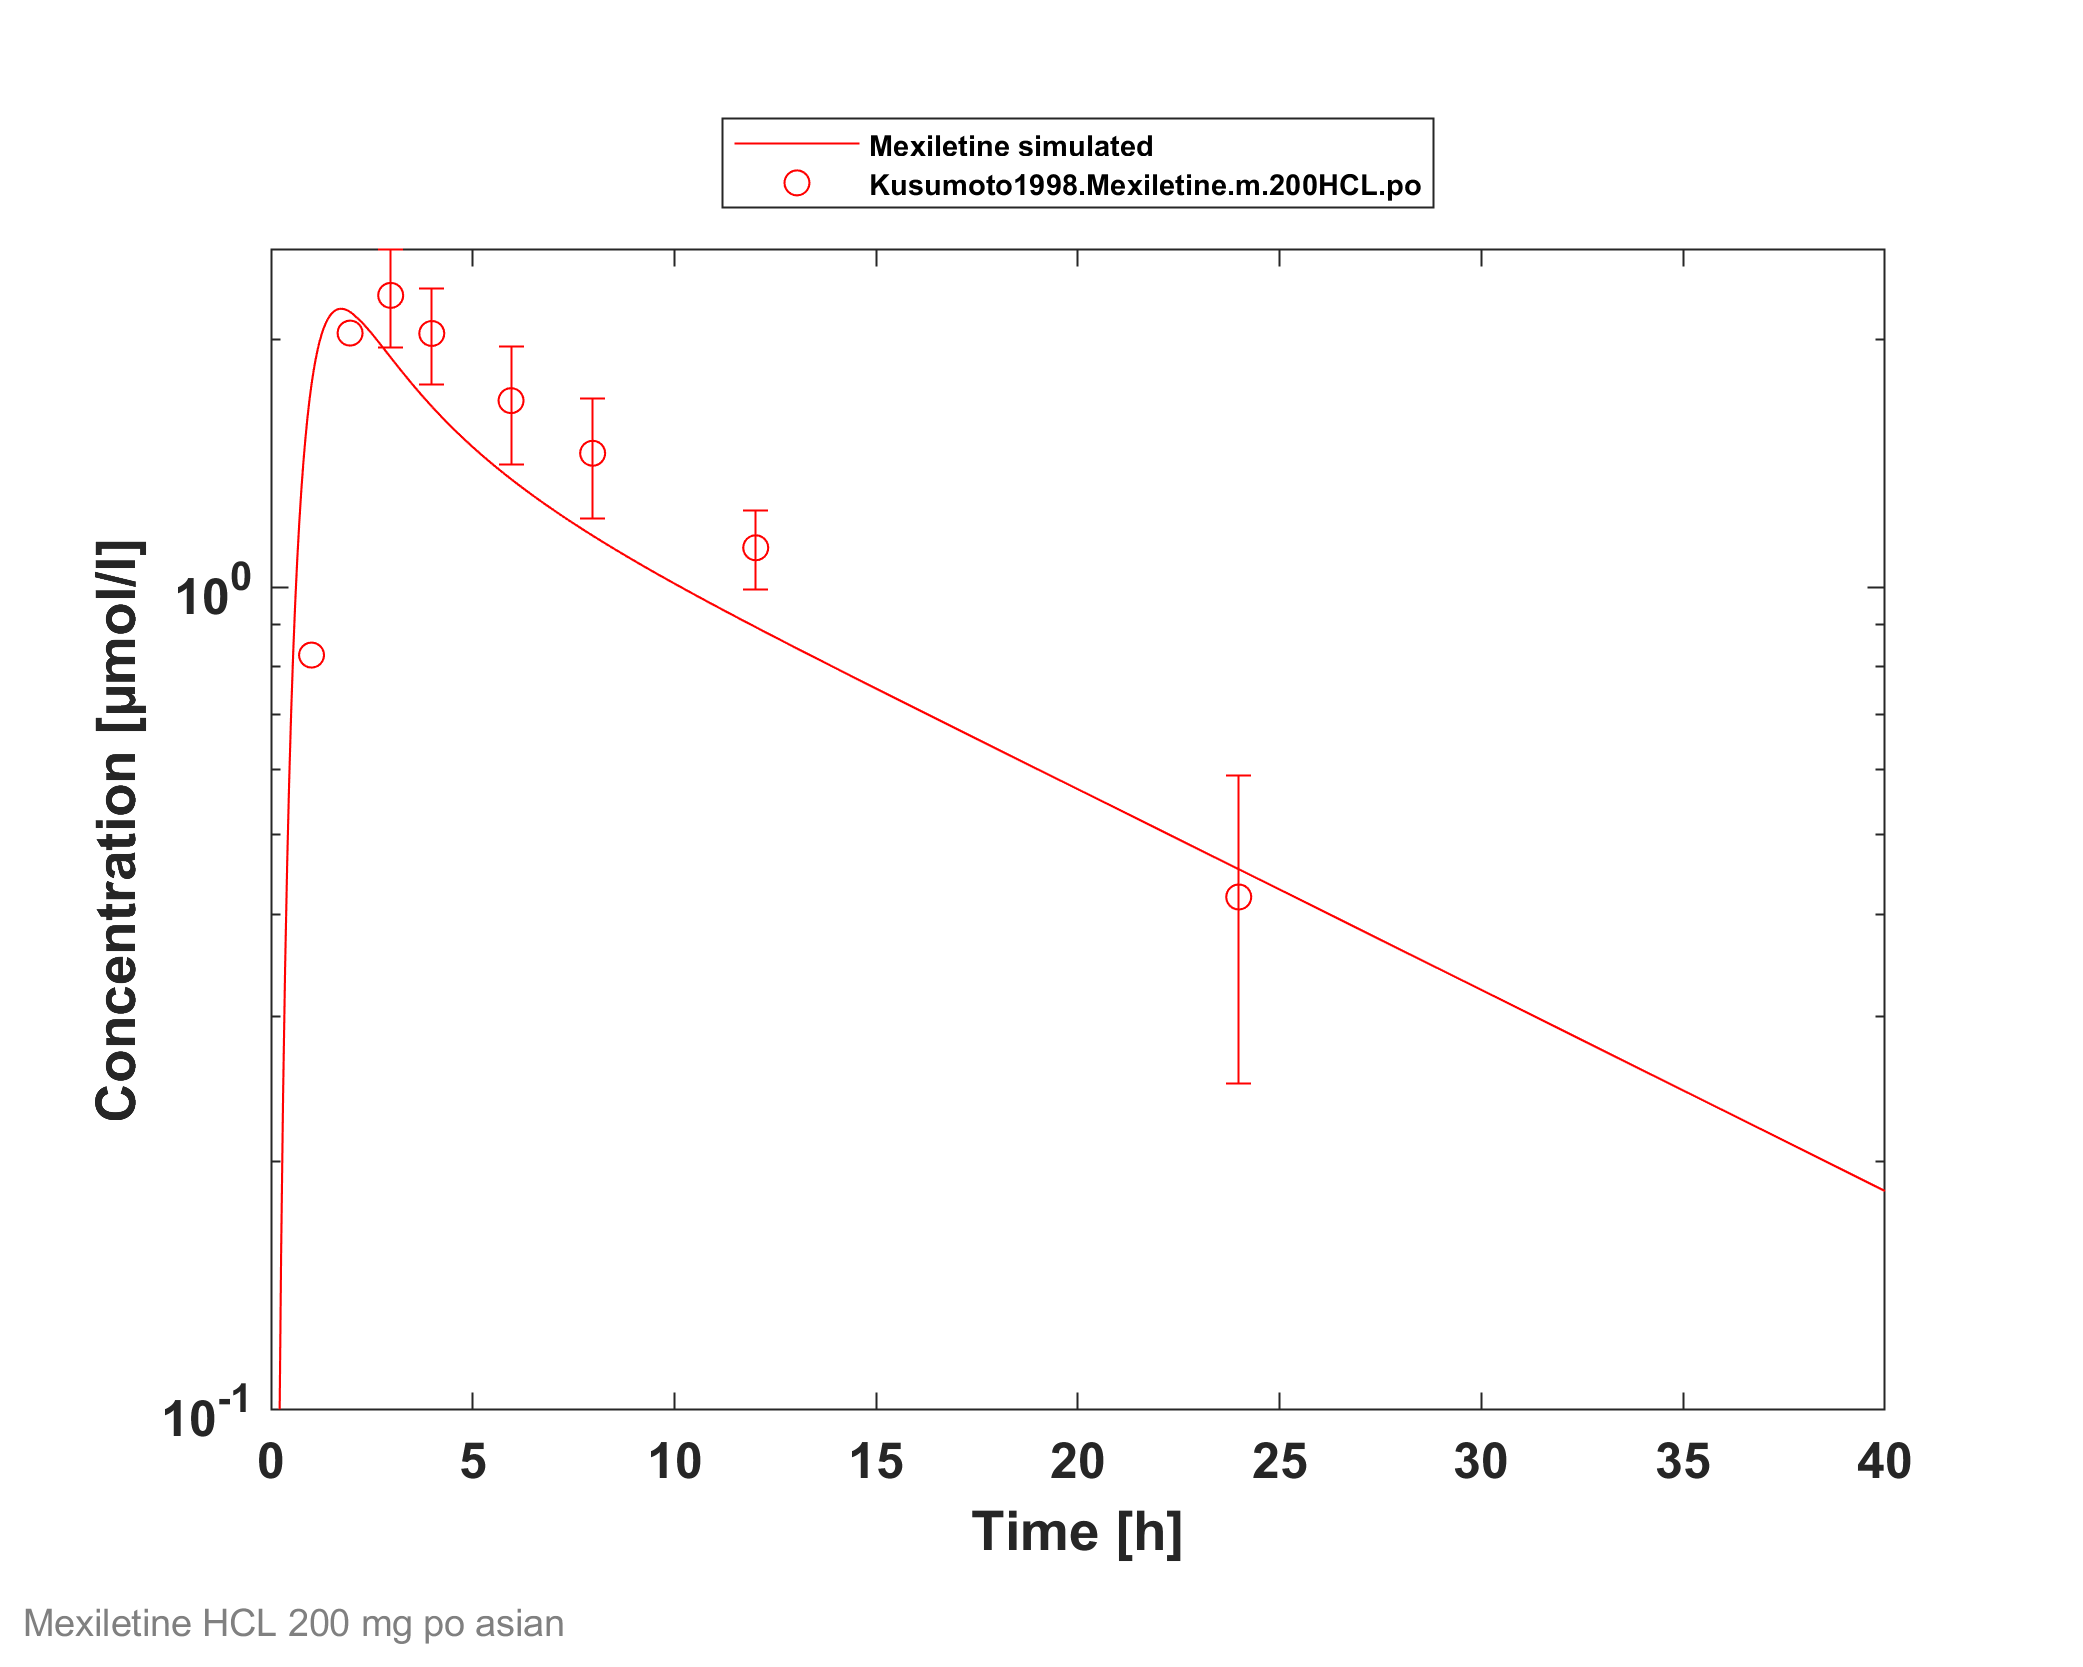 Mexiletine simulated
Kusumoto1998.Mexiletine.m.200HCL.po
Concentration [µmol/l]
10^0
10^-1
0 5 10 15 20 25 30 35 40
Time [h]
Mexiletine HCL 200 mg po asian